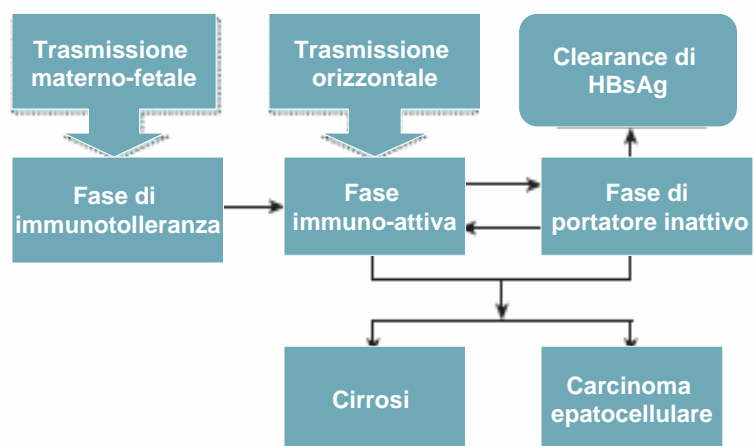 Trasmissione
materno-fetale
Trasmissione
orizzontale
Clearance di
HBsAg
Fase di
immunotolleranza
Fase
immuno-attiva
Fase di
portatore inattivo
Cirrosi
Carcinoma
epatocellulare